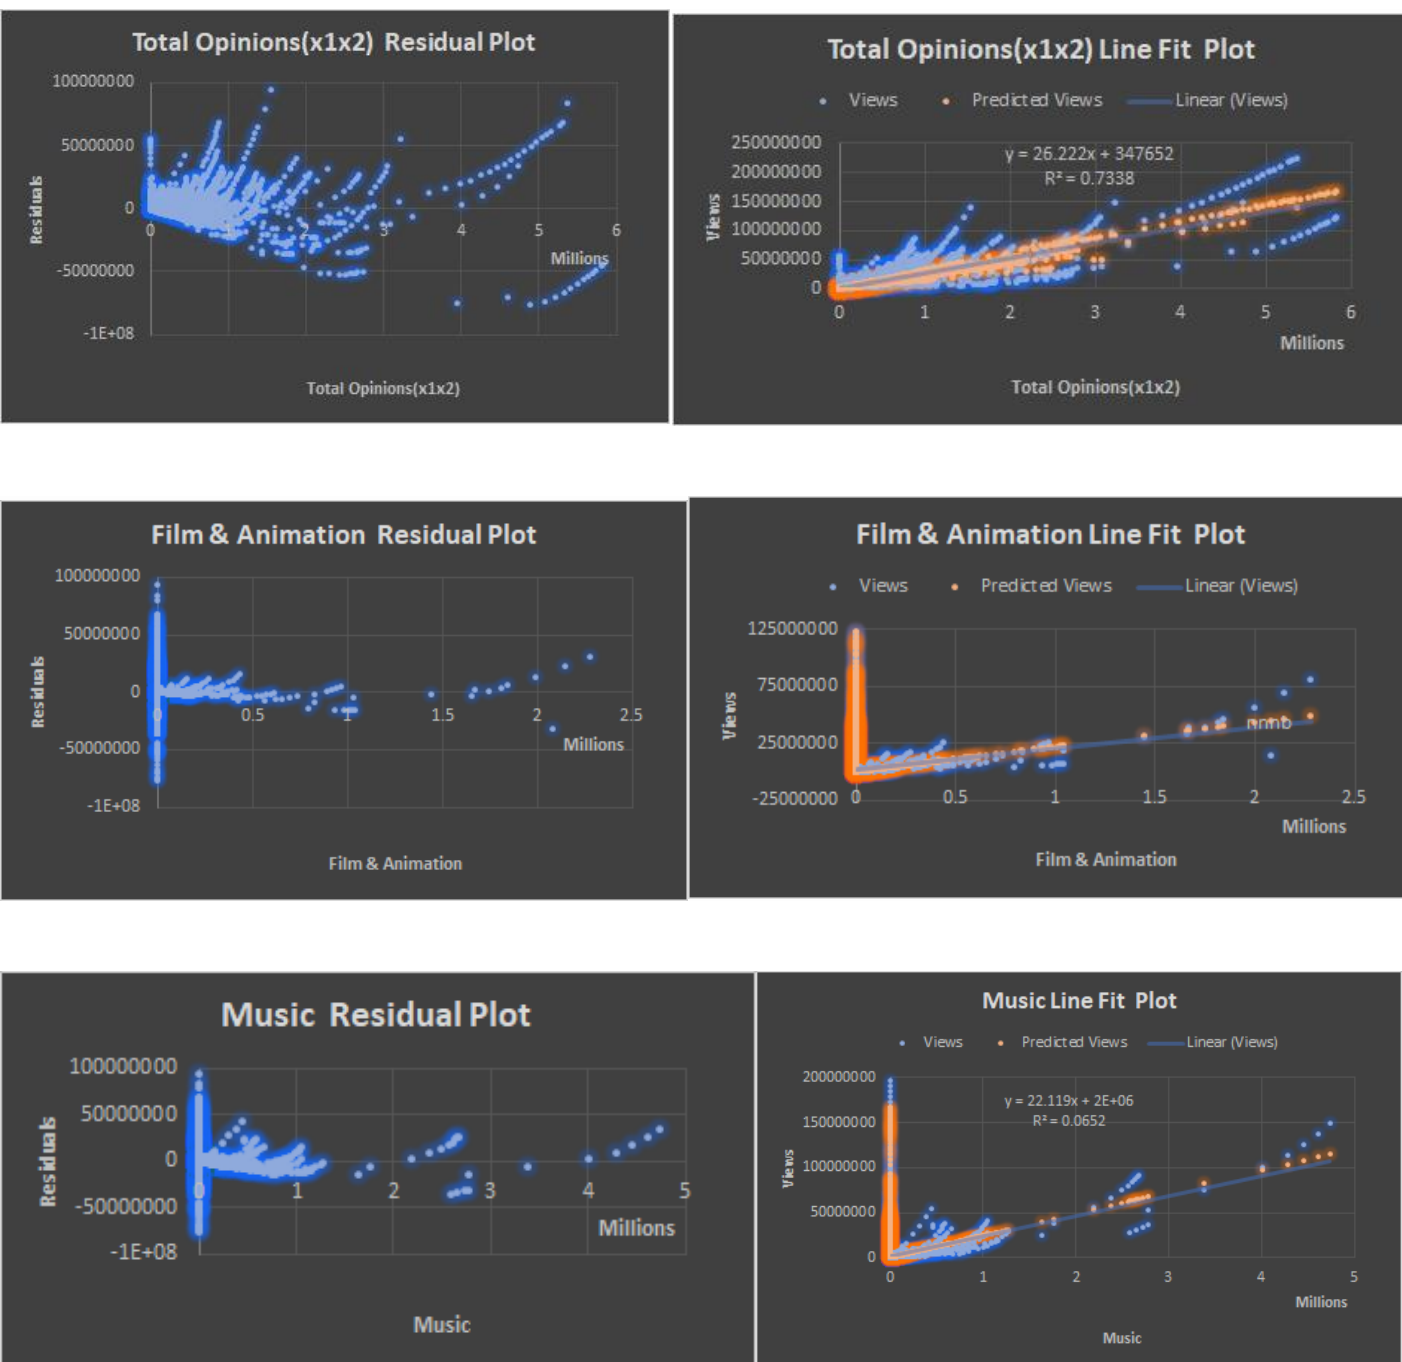 Total Opinions(x1x2) Residual Plot
100000000
50000000
0
-50000000
-1E+08
Residuals
0 1 2 3 4 5 6
Millions
Total Opinions(x1x2)
Total Opinions(x1x2) Line Fit Plot
Views Predicted Views Linear (Views)
250000000
200000000
150000000
100000000
50000000
0
Views
y = 26.222x + 347652
R² = 0.7338
0 1 2 3 4 5 6
Millions
Total Opinions(x1x2)
Film & Animation Residual Plot
100000000
50000000
0
-50000000
-1E+08
Residuals
0 0.5 1 1.5 2 2.5
Millions
Film & Animation
Film & Animation Line Fit Plot
Views Predicted Views Linear (Views)
125000000
75000000
25000000
-25000000
Views
nmb
0 0.5 1 1.5 2 2.5
Millions
Film & Animation
Music Residual Plot
100000000
50000000
0
-50000000
-1E+08
Residuals
0 1 2 3 4 5
Millions
Music
Music Line Fit Plot
Views Predicted Views Linear (Views)
200000000
150000000
100000000
50000000
0
Views
y = 22.119x + 2E+06
R² = 0.0652
0 1 2 3 4 5
Millions
Music